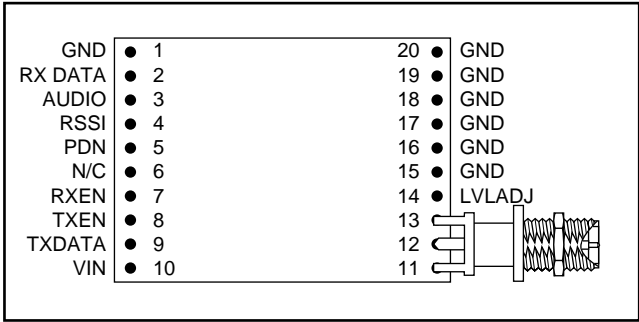 GND 1 20 GND
RX DATA 2 19 GND
AUDIO 3 18 GND
RSSI 4 17 GND
PDN 5 16 GND
N/C 6 15 GND
RXEN 7 14 LVLADJ
TXEN 8 13
TXDATA 9 12
VIN 10 11